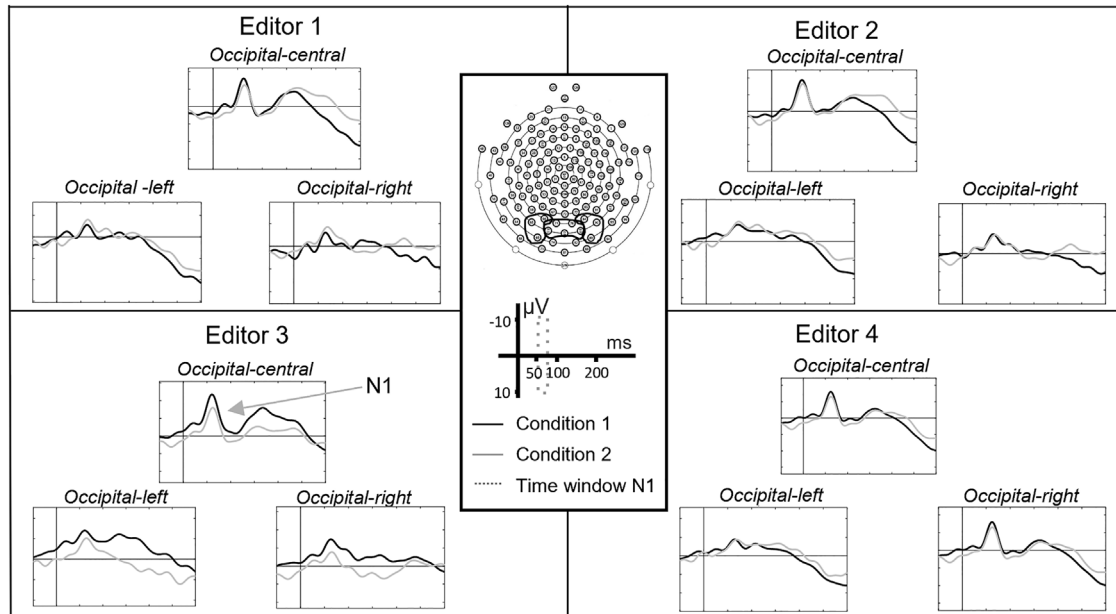 Editor 1
Occipital-central
Occipital -left
Occipital-right
Editor 2
Occipital-central
Occipital-left
Occipital-right
µV
-10
ms
50
100
200
10
Condition 1
Condition 2
Time window N1
Editor 3
Occipital-central
N1
Occipital-left
Occipital-right
Editor 4
Occipital-central
Occipital-left
Occipital-right